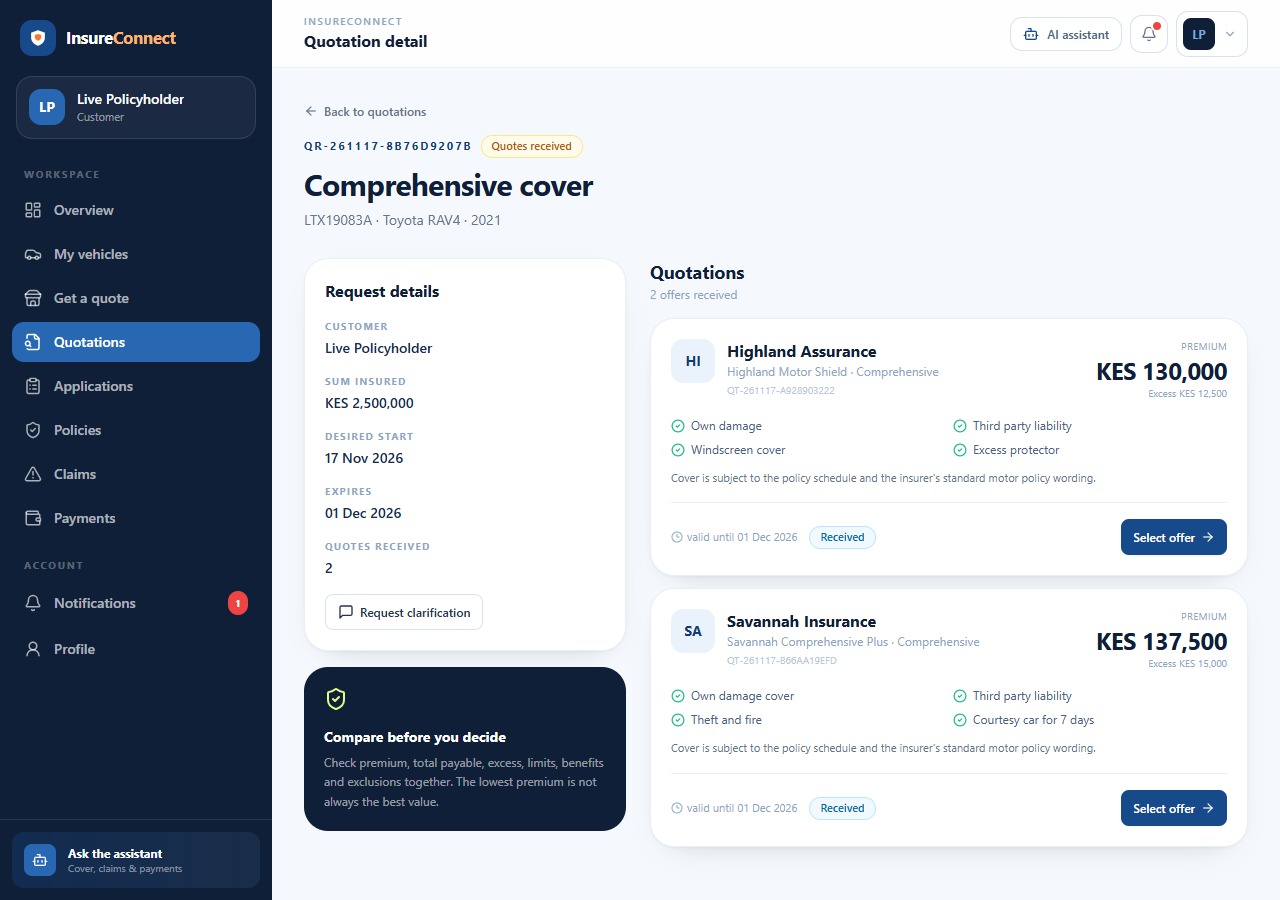 InsureConnect
LP
Live Policyholder
Customer
WORKSPACE
Overview
My vehicles
Get a quote
Quotations
Applications
Policies
Claims
Payments
ACCOUNT
Notifications
1
Profile
Ask the assistant
Cover, claims & payments
INSURECONNECT
Quotation detail
AI assistant
LP
Back to quotations
QR-261117-8B76D9207B
Quotes received
Comprehensive cover
LTX19083A · Toyota RAV4 · 2021
Request details
CUSTOMER
Live Policyholder
SUM INSURED
KES 2,500,000
DESIRED START
17 Nov 2026
EXPIRES
01 Dec 2026
QUOTES RECEIVED
2
Request clarification
Compare before you decide
Check premium, total payable, excess, limits, benefits
and exclusions together. The lowest premium is not
always the best value.
Quotations
2 offers received
HI
Highland Assurance
Highland Motor Shield · Comprehensive
QT-261117-A928903222
PREMIUM
KES 130,000
Excess KES 12,500
Own damage
Third party liability
Windscreen cover
Excess protector
Cover is subject to the policy schedule and the insurer's standard motor policy wording.
valid until 01 Dec 2026
Received
Select offer
SA
Savannah Insurance
Savannah Comprehensive Plus · Comprehensive
QT-261117-B66AA19EFD
PREMIUM
KES 137,500
Excess KES 15,000
Own damage cover
Third party liability
Theft and fire
Courtesy car for 7 days
Cover is subject to the policy schedule and the insurer's standard motor policy wording.
valid until 01 Dec 2026
Received
Select offer